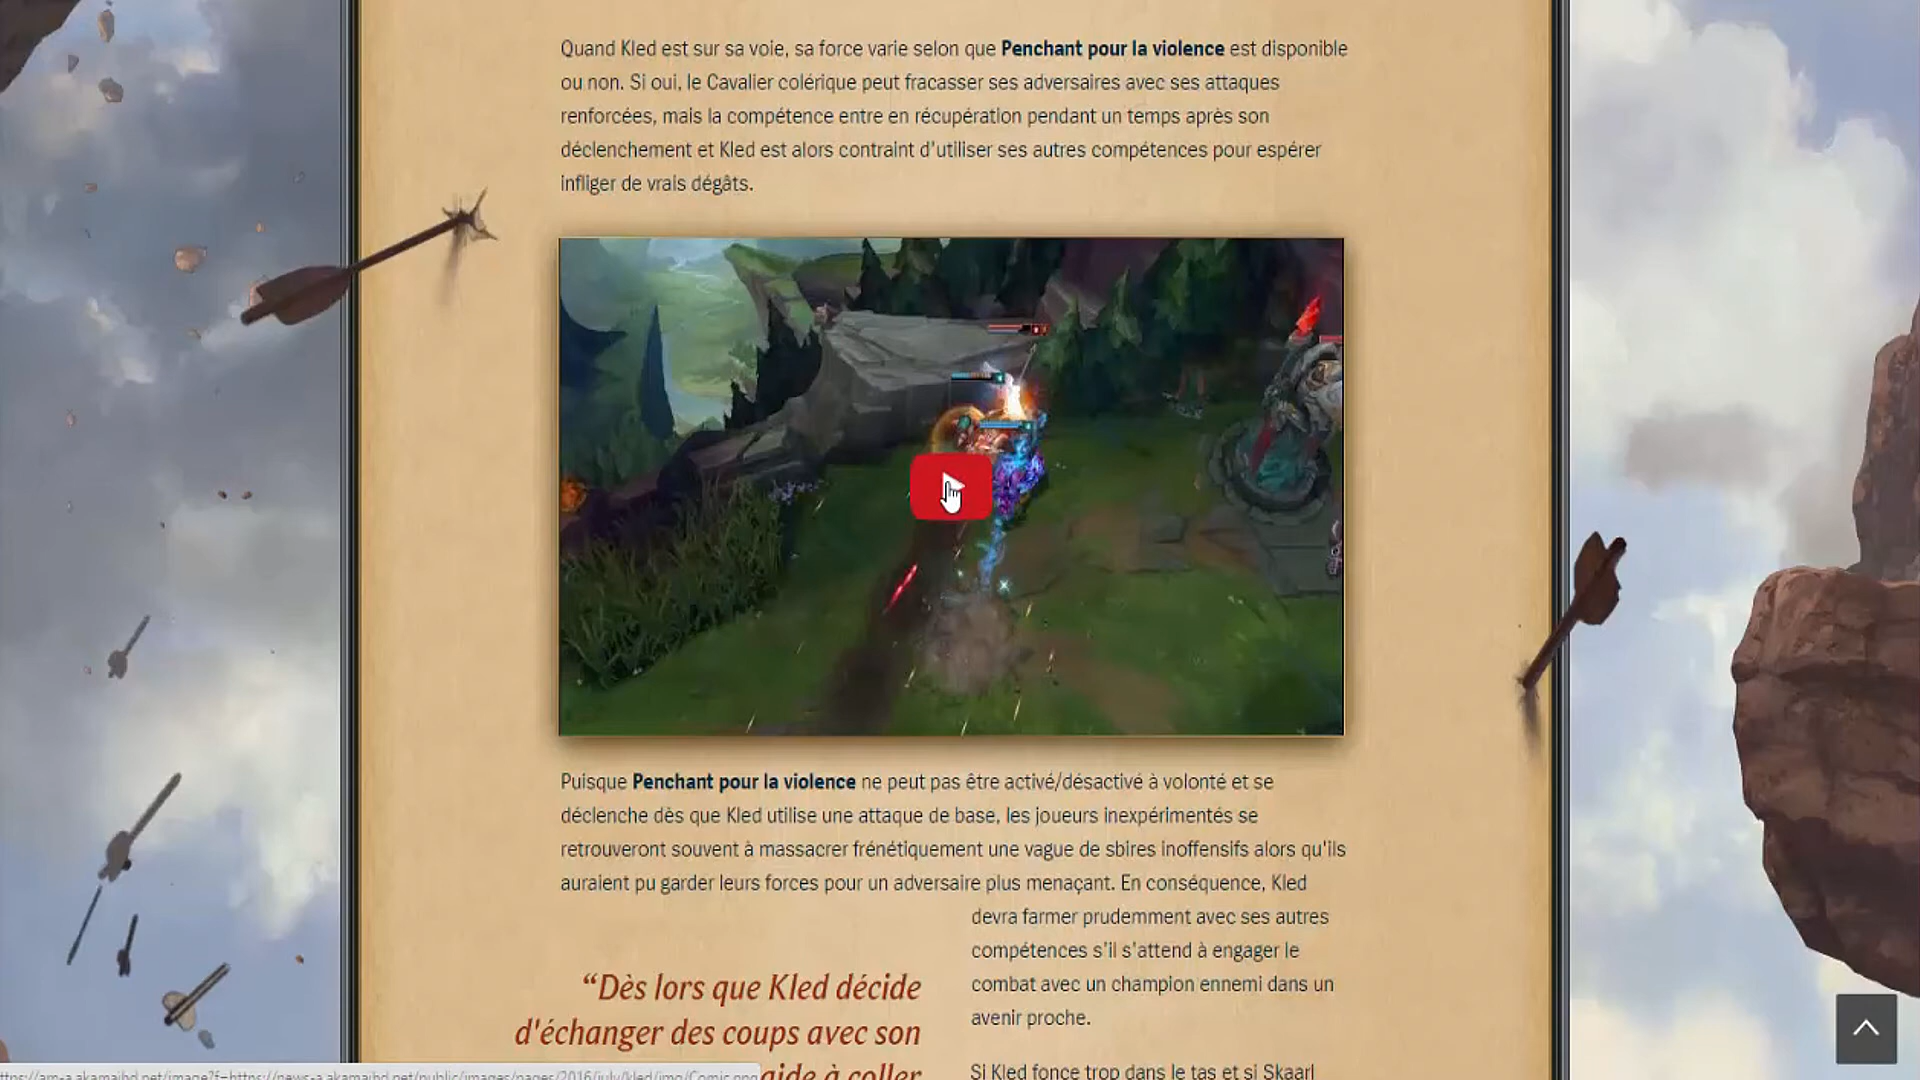 Quand Kled est sur sa voie, sa force varie selon que Penchant pour la violence est disponible
ou non. Si oui, le Cavalier colérique peut fracasser ses adversaires avec ses attaques
renforcées, mais la compétence entre en récupération pendant un temps après son
déclenchement et Kled est alors contraint d'utiliser ses autres compétences pour espérer
infliger de vrais dégâts.
Puisque Penchant pour la violence ne peut pas être activé/désactivé à volonté et se
déclenche dès que Kled utilise une attaque de base, les joueurs inexpérimentés se
retrouveront souvent à massacrer frénétiquement une vague de sbires inoffensifs alors qu'ils
auraient pu garder leurs forces pour un adversaire plus menaçant. En conséquence, Kled
devra farmer prudemment avec ses autres
compétences s'il s'attend à engager le
combat avec un champion ennemi dans un
avenir proche.
Si Kled fonce trop dans le tas et si Skaarl
“Dès lors que Kled décide
d'échanger des coups avec son
aide à coller